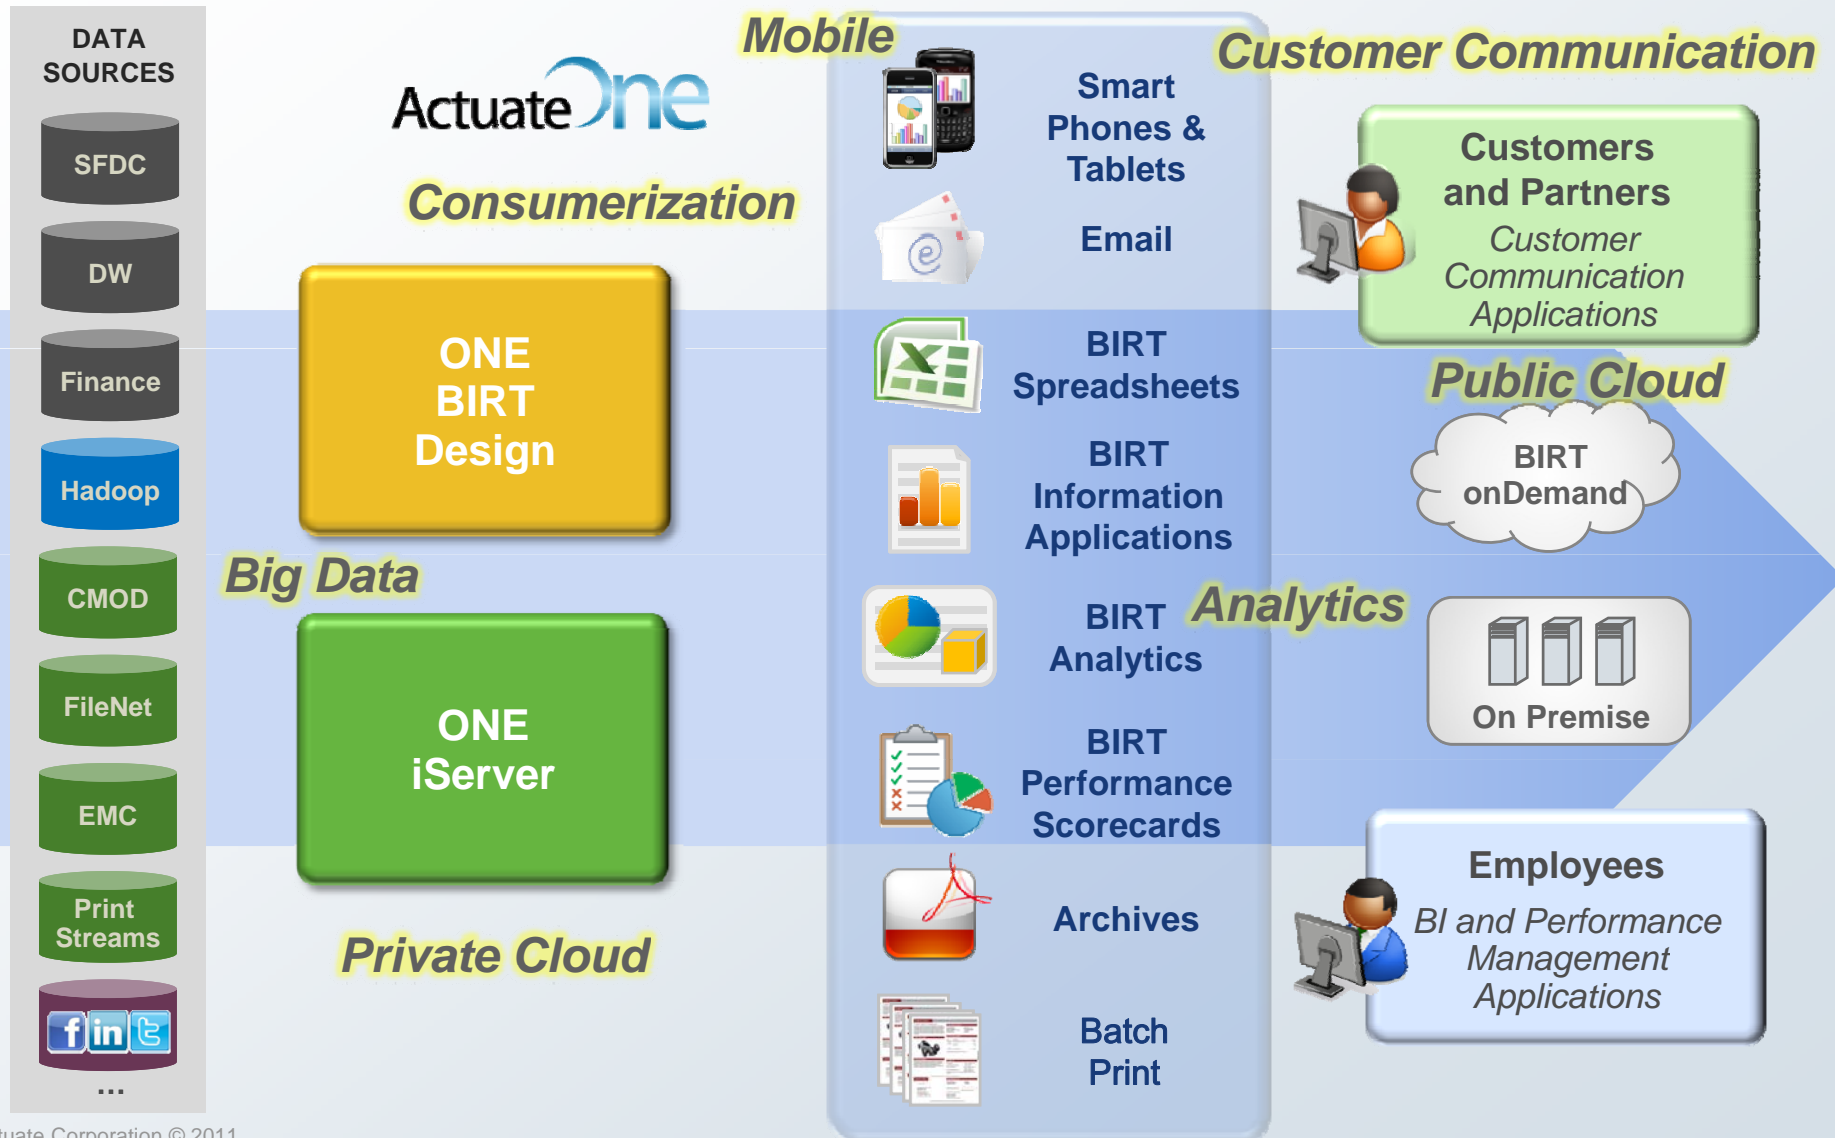 DATA
SOURCES
SFDC
DW
Finance
Hadoop
CMOD
FileNet
EMC
Print
Streams
f in t
...
ActuateOne
Consumerization
ONE
BIRT
Design
Big Data
ONE
iServer
Private Cloud
Mobile
Smart
Phones &
Tablets
Email
BIRT
Spreadsheets
BIRT
Information
Applications
BIRT
Analytics
BIRT
Performance
Scorecards
Archives
Batch
Print
Customer Communication
Customers
and Partners
Customer
Communication
Applications
Public Cloud
BIRT
onDemand
Analytics
On Premise
Employees
BI and Performance
Management
Applications
Corporation © 2011